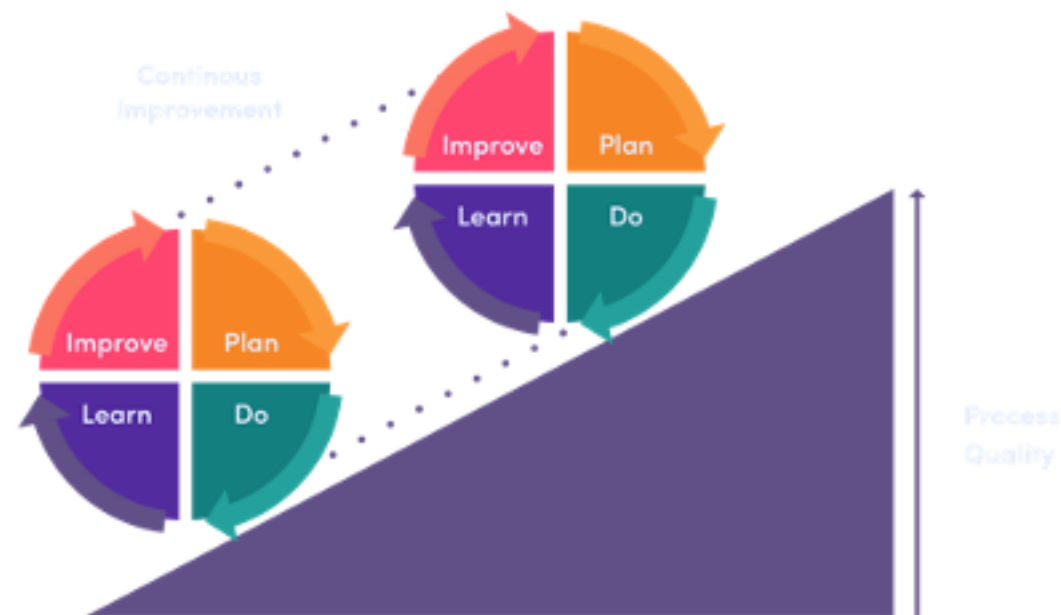 Continous
Improvement
Improve
Plan
Learn
Do
Improve
Plan
Learn
Do
Process
Quality